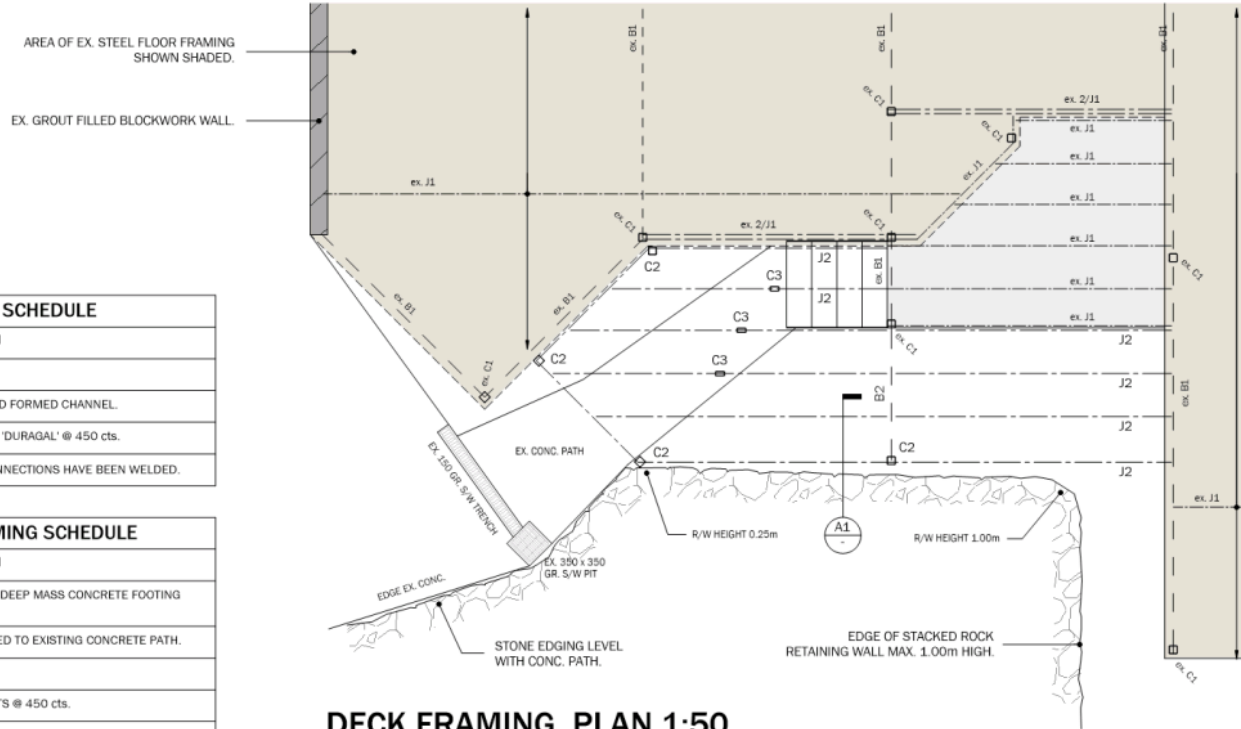 AREA OF EX. STEEL FLOOR FRAMING
SHOWN SHADED.
EX. GROUT FILLED BLOCKWORK WALL.
ex. B1
ex. B1
ex. B1
ex. C1
ex. 2/J1
ex. C1
ex. J1
ex. J1
ex. J1
ex. J1
ex. J1
ex. J1
ex. J1
ex. J1
ex. C1
ex. 2/J1
ex. C1
ex. C1
C2
C3
J2
J2
ex. B1
ex. B1
ex. B1
ex. C1
C2
C3
C3
ex. C1
J2
J2
J2
J2
B2
ex. B1
C2
C2
EX. CONC. PATH
EX. 150 GR. S/W TRENCH
EX. 350 x 350
GR. S/W PIT
EDGE EX. CONC.
R/W HEIGHT 0.25m
A1
-
R/W HEIGHT 1.00m
ex. J1
ex. C1
STONE EDGING LEVEL
WITH CONC. PATH.
EDGE OF STACKED ROCK
RETAINING WALL MAX. 1.00m HIGH.
SCHEDULE
D FORMED CHANNEL.
'DURAGAL' @ 450 cts.
NNECTIONS HAVE BEEN WELDED.
MING SCHEDULE
DEEP MASS CONCRETE FOOTING
ED TO EXISTING CONCRETE PATH.
TS @ 450 cts.
DECK FRAMING PLAN 1:50